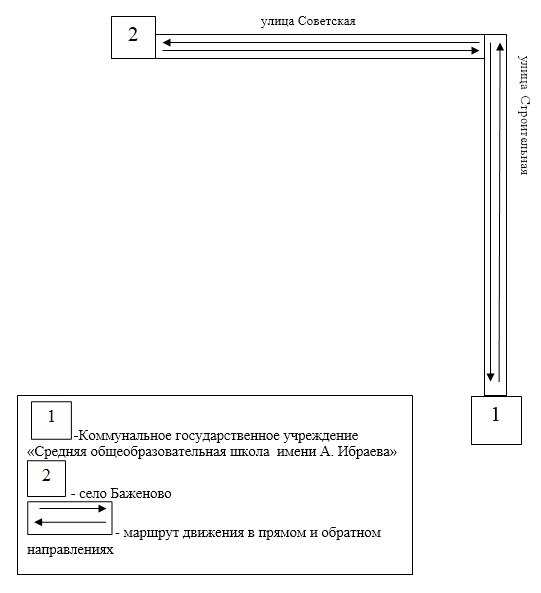 улица Советская
2
улица Строительная
1
1
-Коммунальное государственное учреждение
«Средняя общеобразовательная школа имени А. Ибраева»
2
- село Баженово
- маршрут движения в прямом и обратном
направлениях